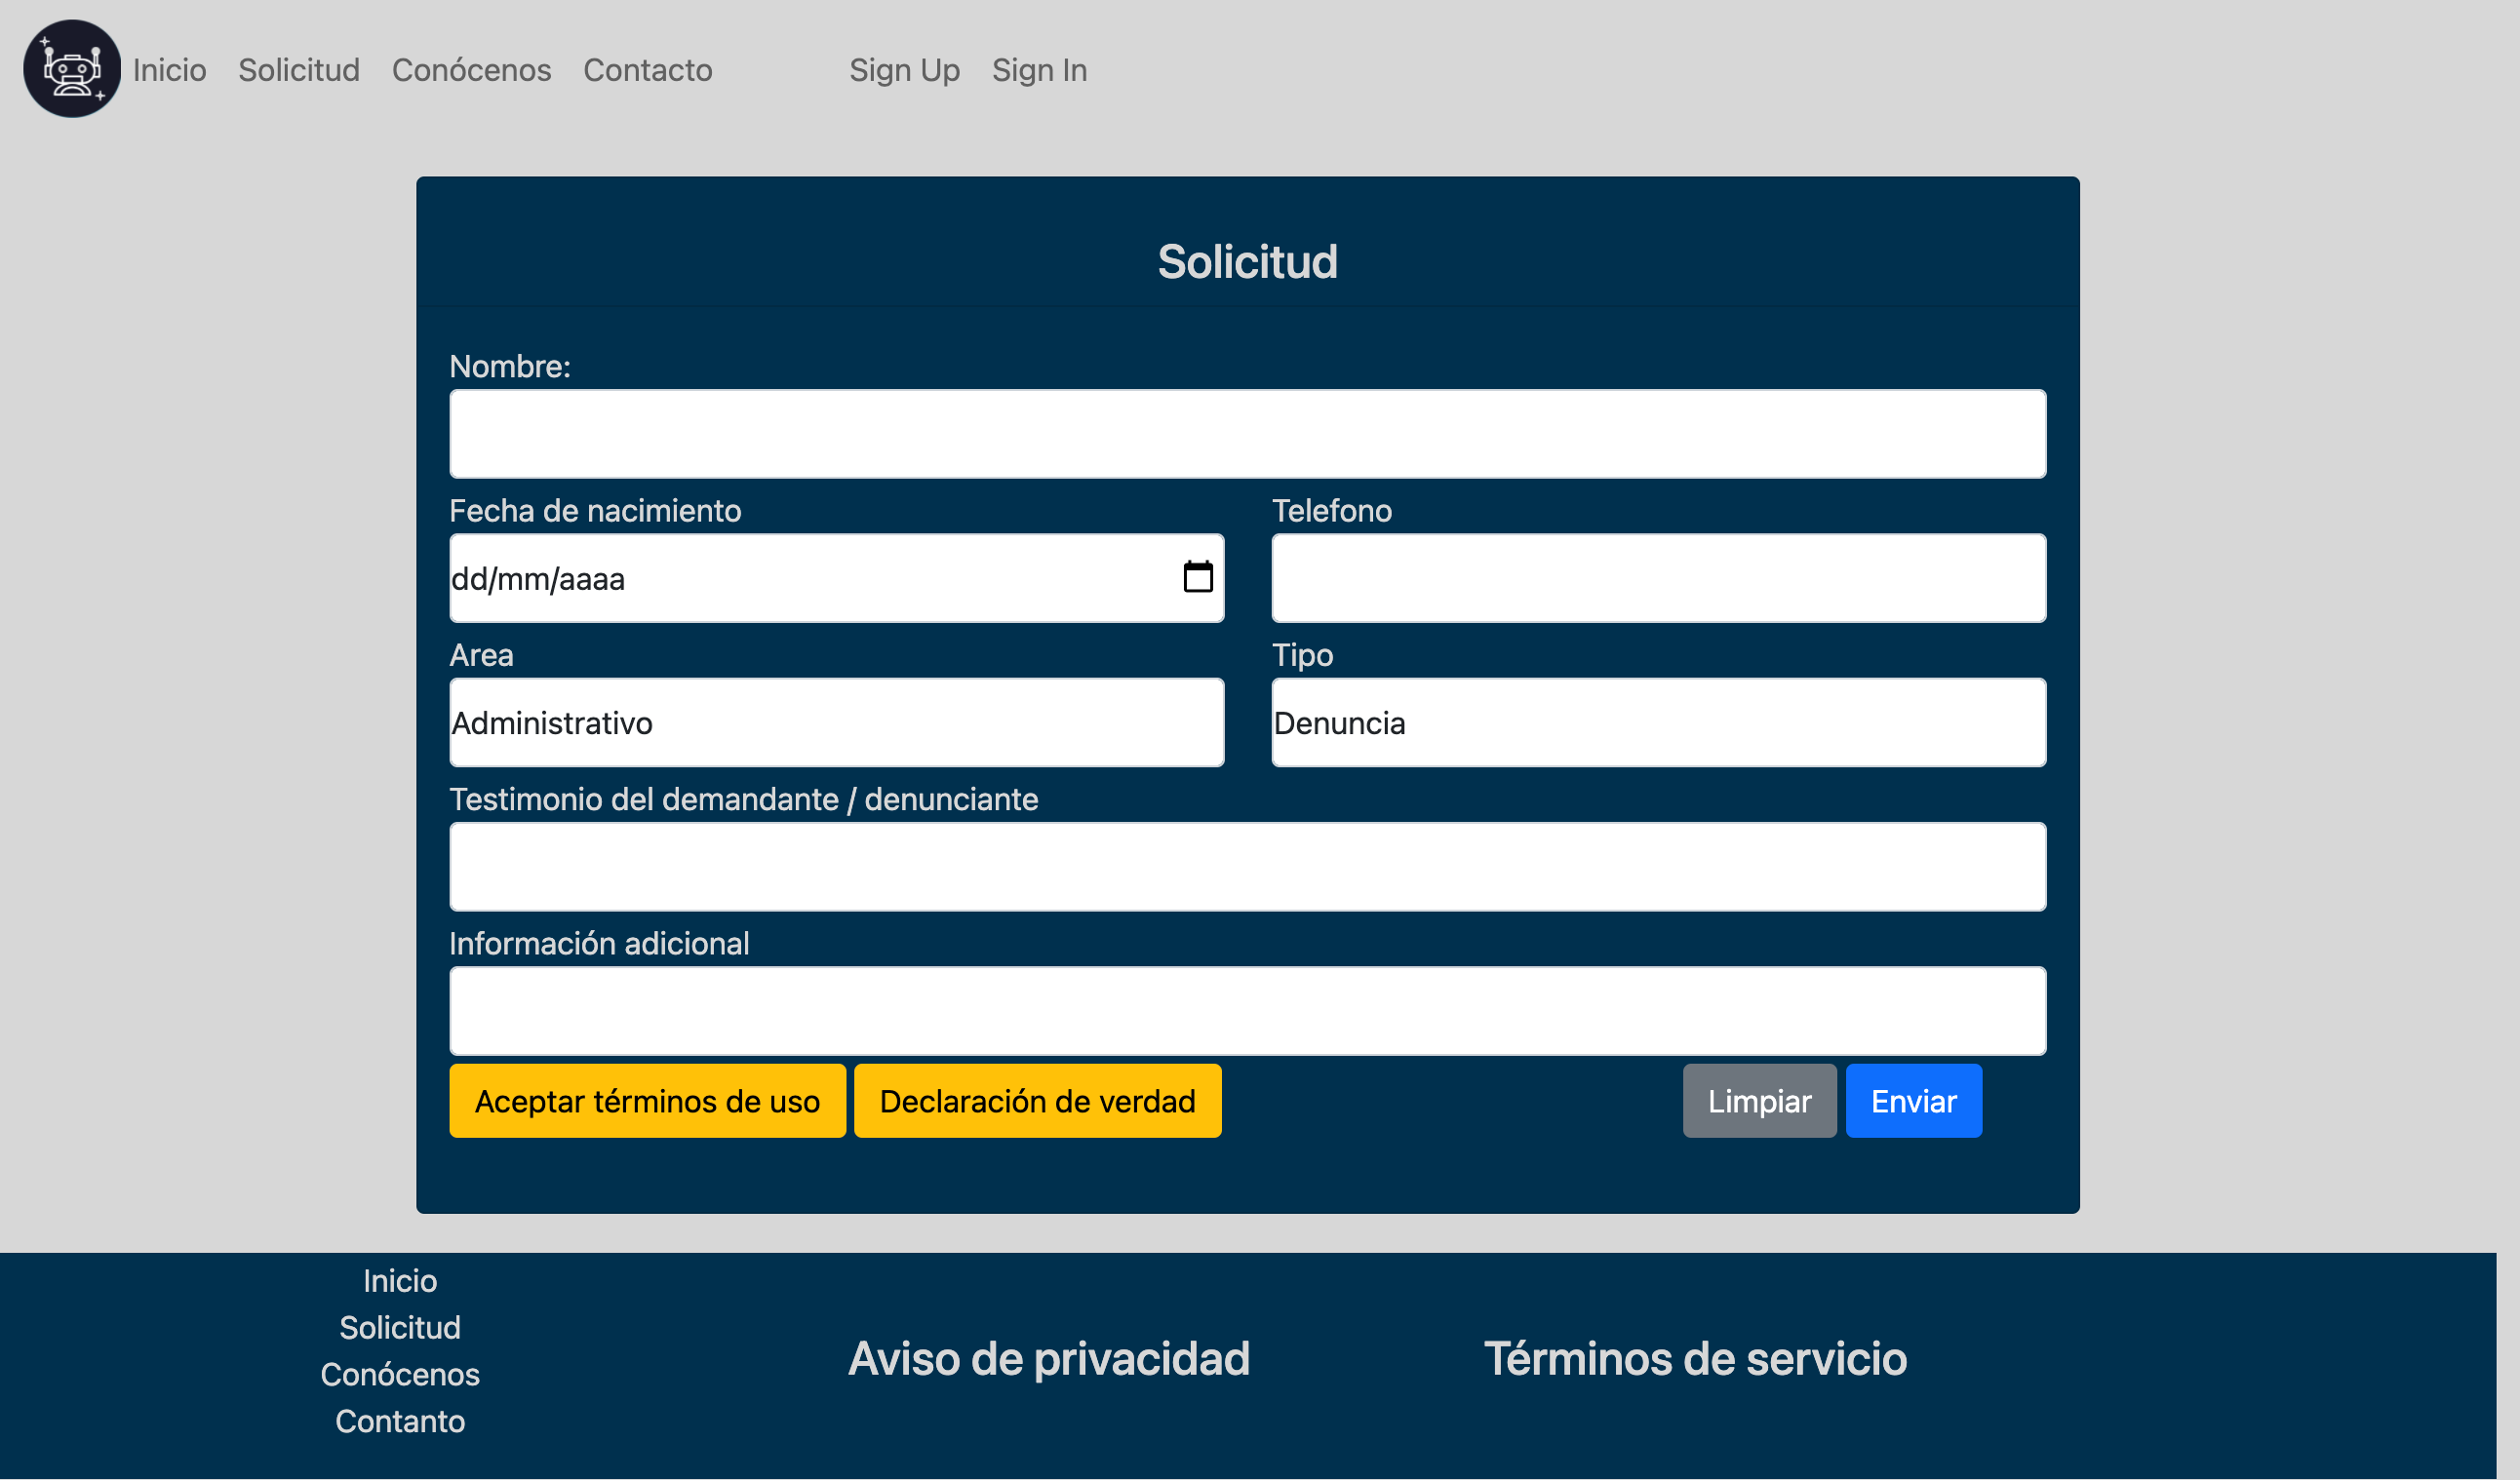 Inicio Solicitud Conócenos Contacto Sign Up Sign In
Solicitud
Nombre:
Fecha de nacimiento Telefono
dd/mm/aaaa
Area Tipo
Administrativo Denuncia
Testimonio del demandante / denunciante
Información adicional
Aceptar términos de uso Declaración de verdad Limpiar Enviar
Inicio
Solicitud
Conócenos
Contanto
Aviso de privacidad Términos de servicio